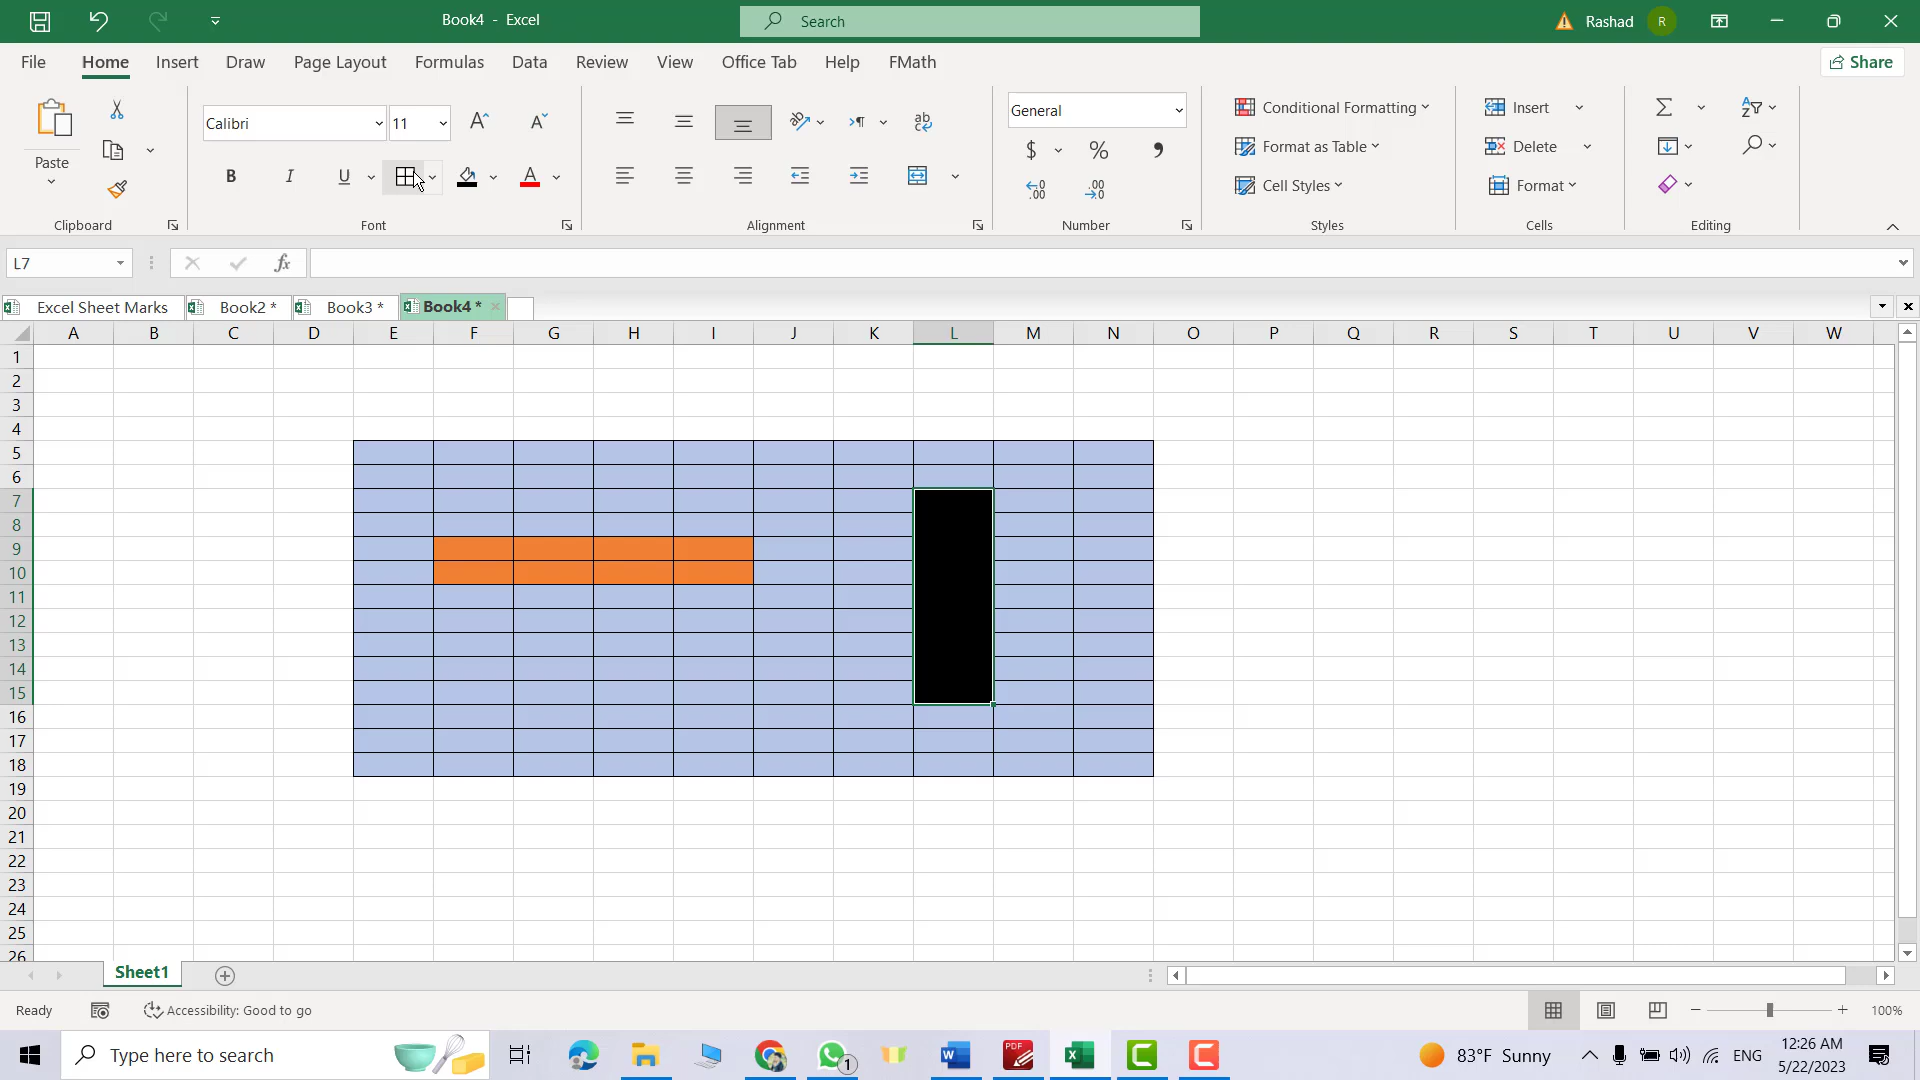 Book4 - Excel
Search
Rashad
R
File Home Insert Draw Page Layout Formulas Data Review View Office Tab Help FMath
Share
Paste
Calibri
11
B I U
A
ab
General
$ % ,
Conditional Formatting
Format as Table
Cell Styles
Insert
Delete
Format
Clipboard
Font
Alignment
Number
Styles
Cells
Editing
L7
fx
Excel Sheet Marks
Book2 *
Book3 *
Book4 *
A B C D E F G H I J K L M N O P Q R S T U V W
1
2
3
4
5
6
7
8
9
10
11
12
13
14
15
16
17
18
19
20
21
22
23
24
25
26
Sheet1
Ready
Accessibility: Good to go
100%
Type here to search
1
PDF
83°F Sunny
ENG
12:26 AM
5/22/2023